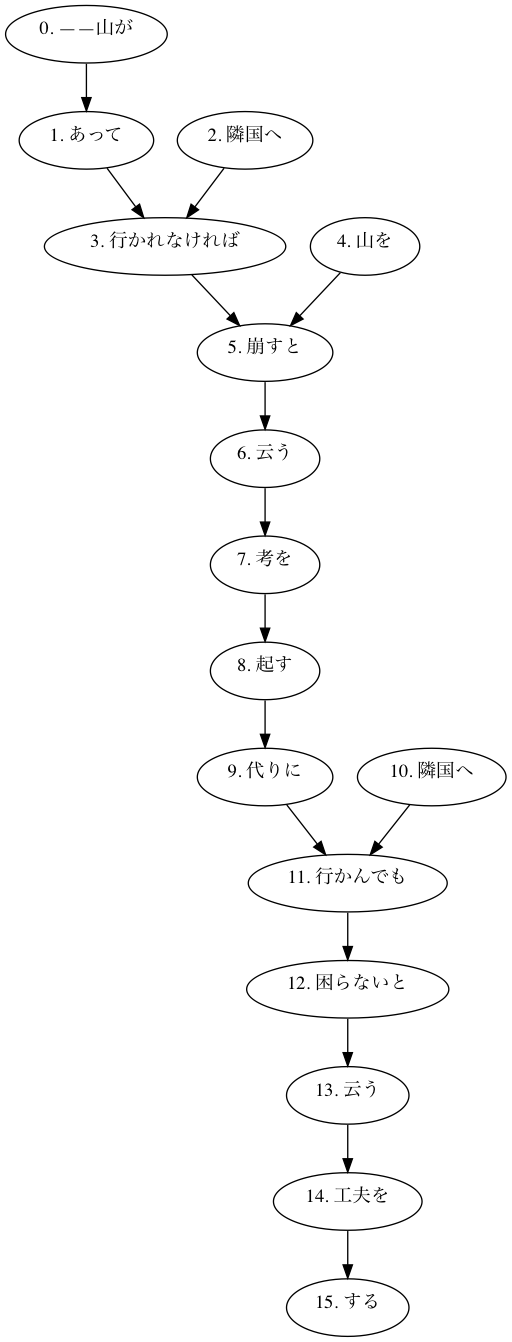 0. ——山が
1. あって
2. 隣国へ
3. 行かれなければ
4. 山を
5. 崩すと
6. 云う
7. 考を
8. 起す
9. 代りに
10. 隣国へ
11. 行かんでも
12. 困らないと
13. 云う
14. 工夫を
15. する